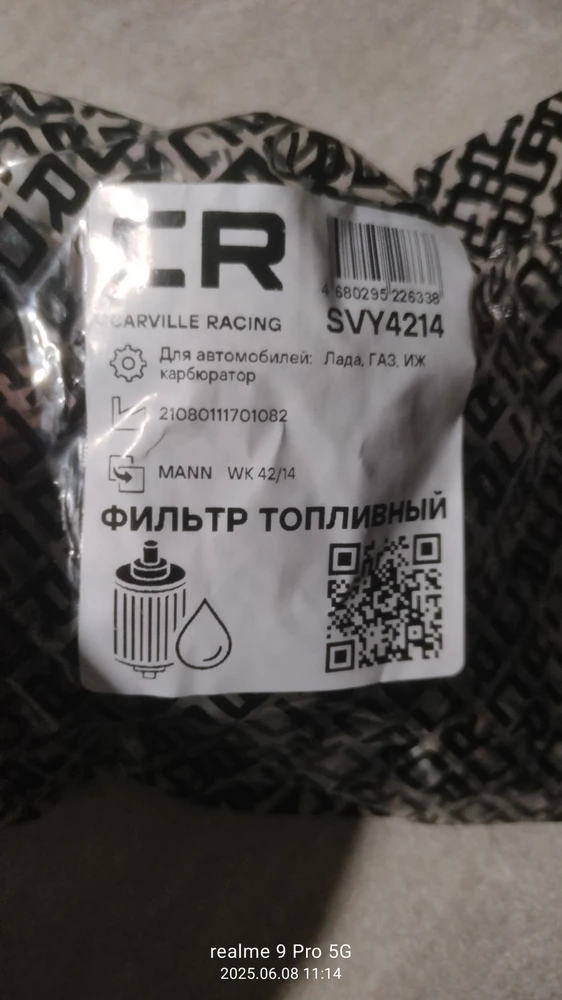 CR
CARVILLE RACING
4 680295 226338
SVY4214
Для автомобилей: Лада, ГАЗ, ИЖ
карбюратор
21080111701082
MANN WK 42/14
ФИЛЬТР ТОПЛИВНЫЙ
realme 9 Pro 5G
2025.06.08 11:14